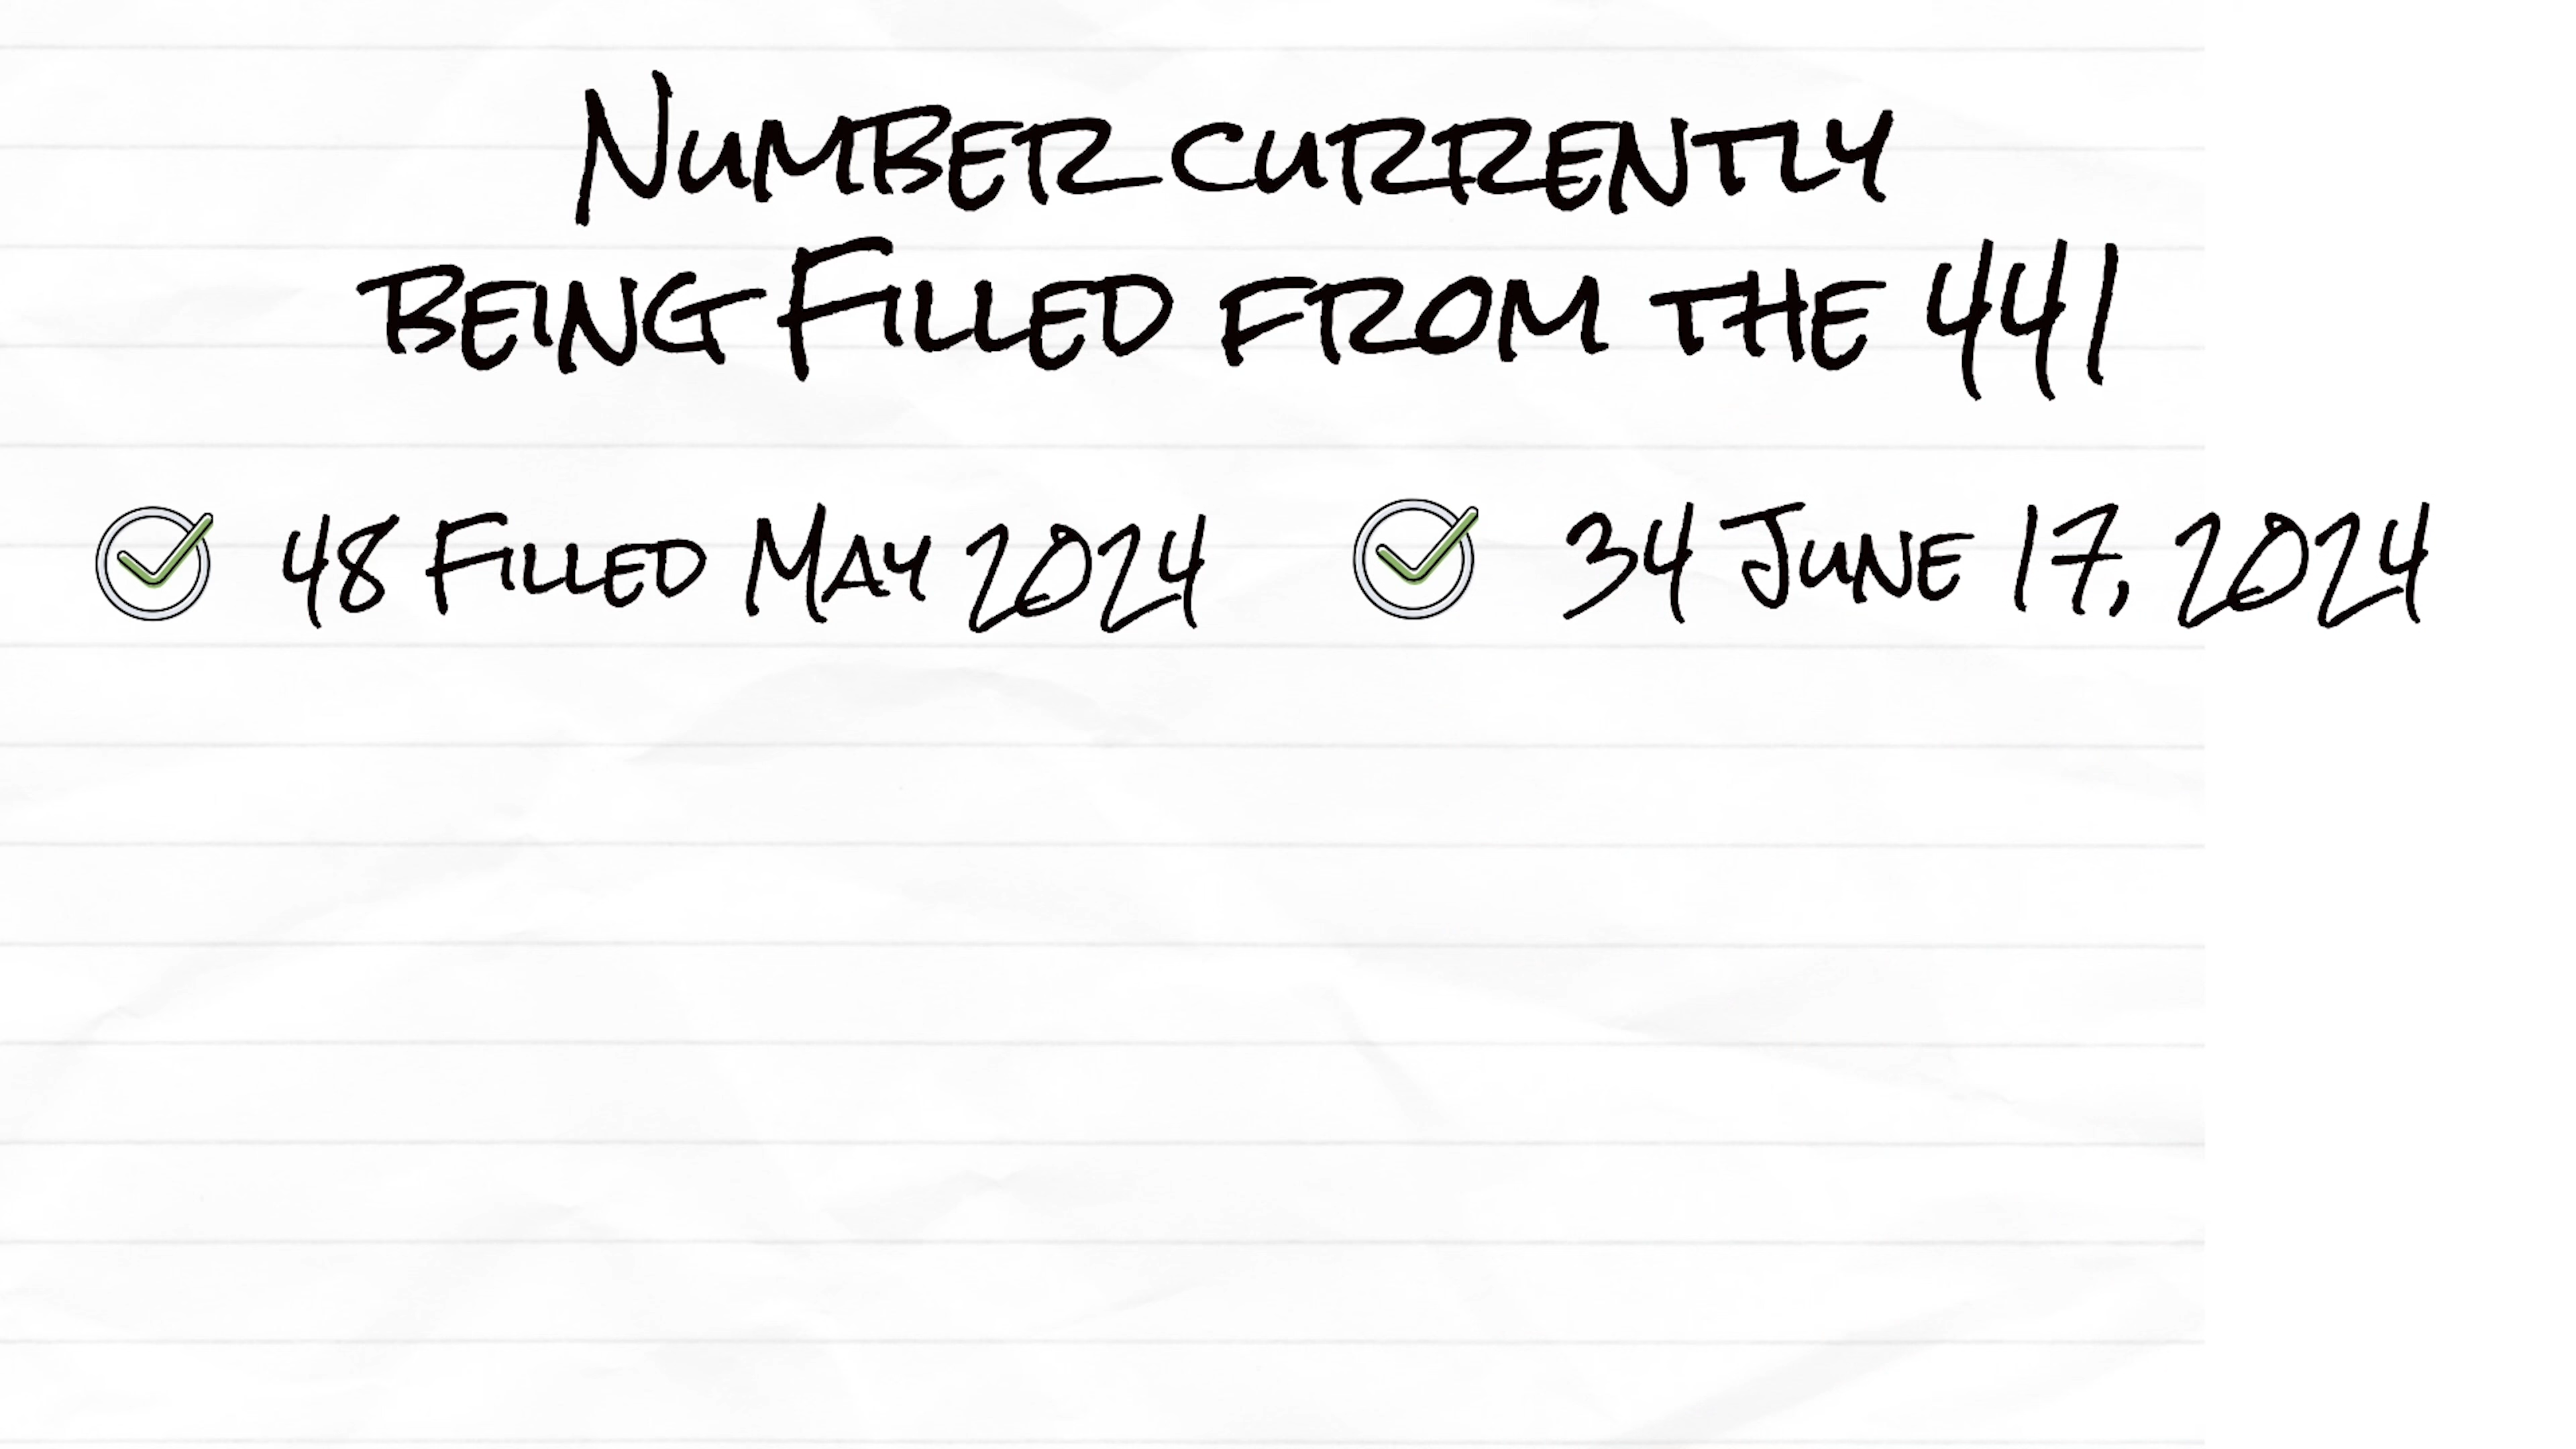 Number currently
being Filled from the 441
48 Filled May 2024
34 June 17, 2024